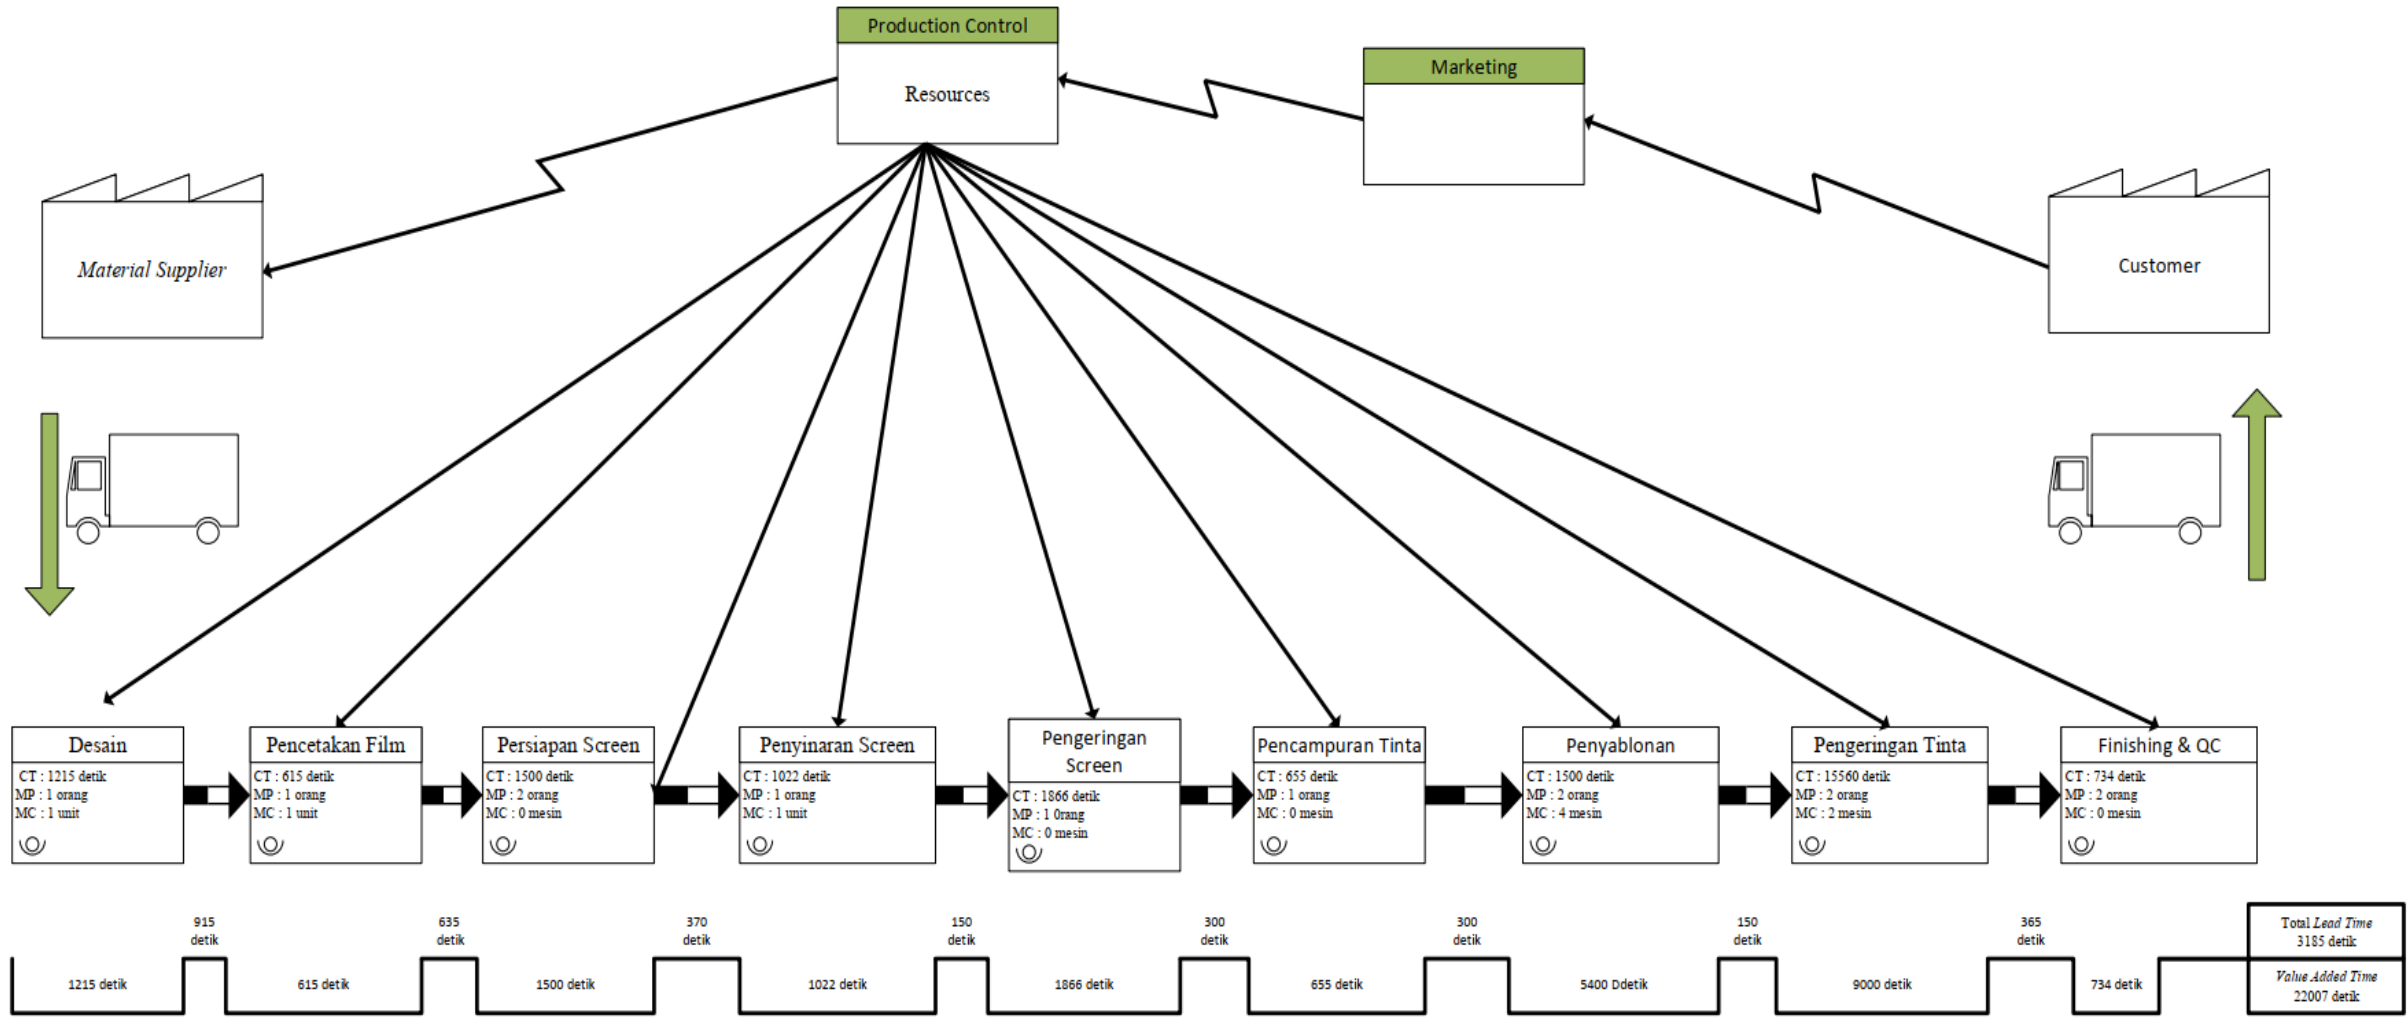 Production Control
Resources
Marketing
Material Supplier
Customer
Desain
CT : 1215 detik
MP : 1 orang
MC : 1 unit
Pencetakan Film
CT : 615 detik
MP : 1 orang
MC : 1 unit
Persiapan Screen
CT : 1500 detik
MP : 2 orang
MC : 0 mesin
Penyinaran Screen
CT : 1022 detik
MP : 1 orang
MC : 1 unit
Pengeringan
Screen
CT : 1866 detik
MP : 1 0rang
MC : 0 mesin
Pencampuran Tinta
CT : 655 detik
MP : 1 orang
MC : 0 mesin
Penyablonan
CT : 1500 detik
MP : 2 orang
MC : 4 mesin
Pengeringan Tinta
CT : 15560 detik
MP : 2 orang
MC : 2 mesin
Finishing & QC
CT : 734 detik
MP : 2 orang
MC : 0 mesin
915
detik
635
detik
370
detik
150
detik
300
detik
300
detik
150
detik
365
detik
Total Lead Time
3185 detik
1215 detik
615 detik
1500 detik
1022 detik
1866 detik
655 detik
5400 Ddetik
9000 detik
734 detik
Value Added Time
22007 detik